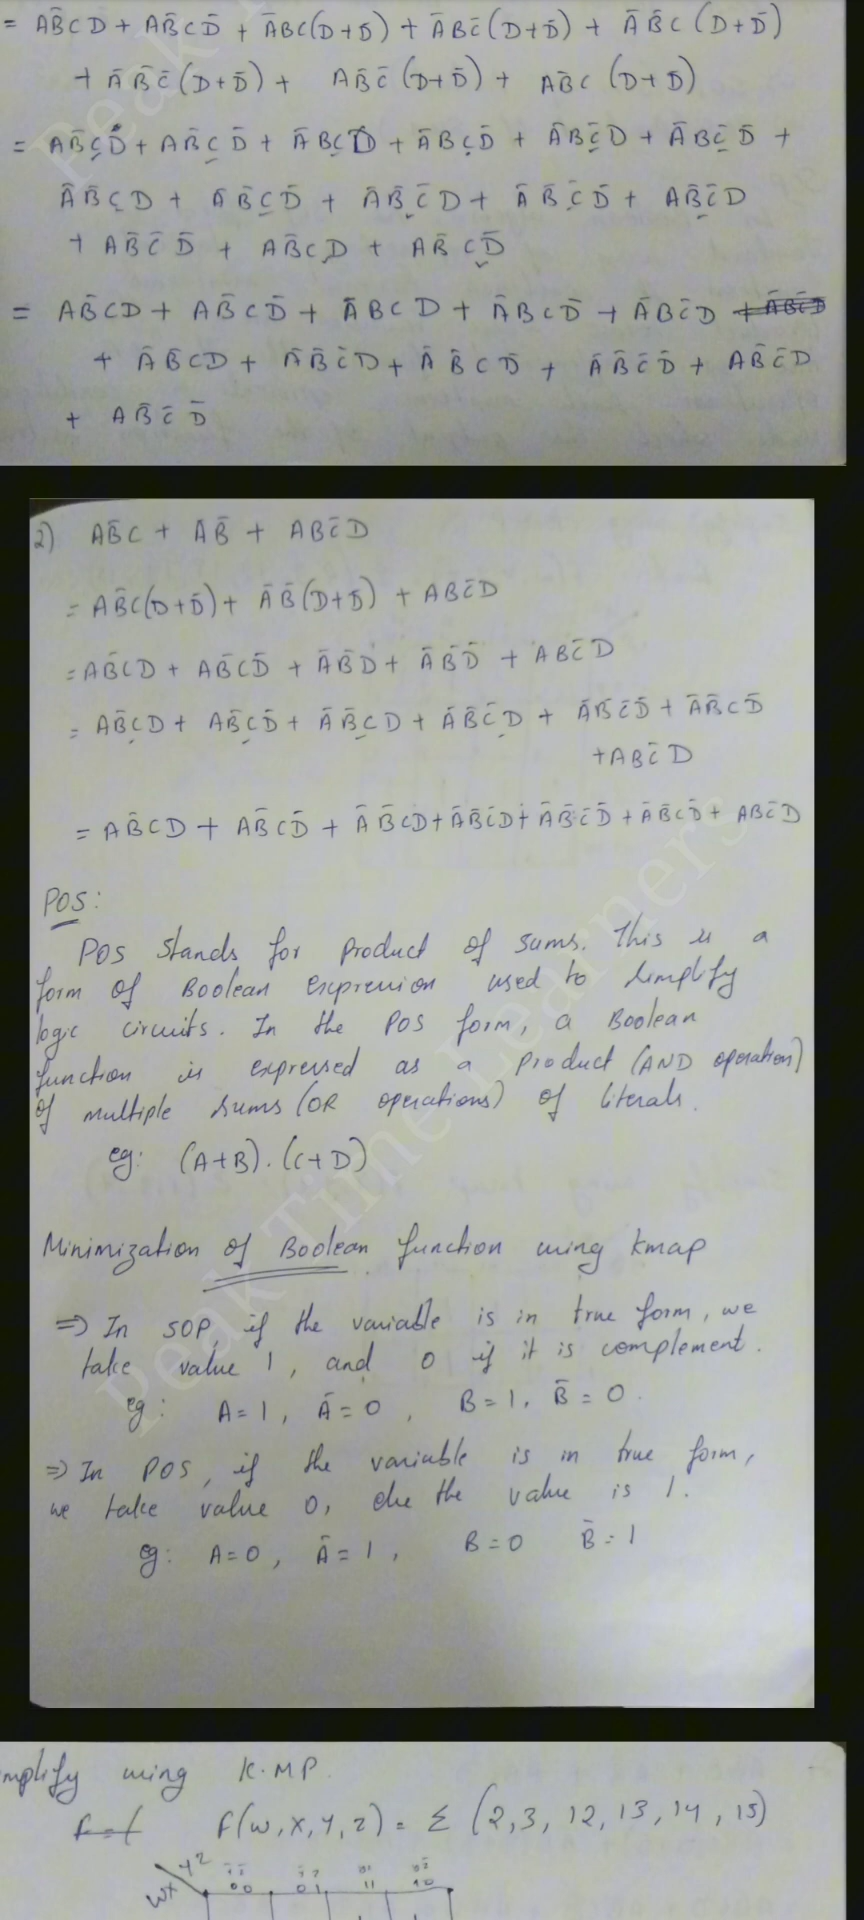 = AB̄CD̄ + AB̄CD̄ + ĀBC(D+D̄) + ĀBC̄(D+D̄) + ĀB̄C(D+D̄)
+ ĀB̄C̄(D+D̄) + AB̄C̄(D+D̄) + AB̄C(D+D̄)
= AB̄CD̄ + AB̄CD̄ + ĀBCD + ĀBCD̄ + ĀBC̄D + ĀBC̄D̄ +
ĀB̄CD + ĀB̄CD̄ + ĀB̄C̄D + ĀB̄C̄D̄ + AB̄C̄D
+ AB̄C̄D̄ + AB̄CD + AB̄CD̄
= AB̄CD + AB̄CD̄ + ĀBCD + ĀBCD̄ + ĀBC̄D + ĀBC̄D
+ ĀB̄CD + ĀB̄C̄D + ĀB̄CD̄ + ĀB̄C̄D̄ + AB̄C̄D
+ AB̄C̄D̄
2) AB̄C + ĀB̄ + ABC̄D
= AB̄C(D+D̄) + ĀB̄(D+D̄) + ABC̄D
= AB̄CD + AB̄CD̄ + ĀB̄D + ĀB̄D̄ + ABC̄D
= AB̄CD + AB̄CD̄ + ĀB̄CD + ĀB̄C̄D + ĀB̄C̄D̄ + ĀB̄CD̄
+ABC̄D
= AB̄CD + AB̄CD̄ + ĀB̄CD + ĀB̄C̄D + ĀB̄C̄D̄ + ĀB̄CD̄ + ABC̄D
POS:
POS stands for product of sums. This is a
form of Boolean expression used to simplify
logic circuits. In the POS form, a Boolean
function is expressed as a product (AND operation)
of multiple sums (OR operations) of literals.
eg: (A+B).(C+D)
Minimization of Boolean function using kmap
⇒ In SOP, if the variable is in true form, we
take value 1, and 0 if it is complement.
eg: A=1, Ā=0, B=1, B̄=0.
⇒ In POS, if the variable is in true form,
we take value 0, else the value is 1.
eg: A=0, Ā=1, B=0 B̄=1
Peak Time Learners
mplify using K.MP.
F(W,X,Y,Z) = Σ (2,3,12,13,14,15)
YZ
00 01 11 10
WX